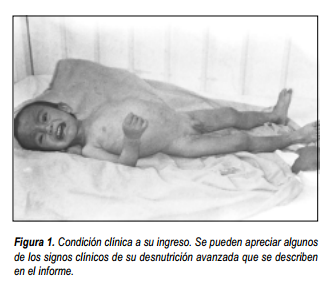 Figura 1. Condición clínica a su ingreso. Se pueden apreciar algunos
de los signos clínicos de su desnutrición avanzada que se describen
en el informe.